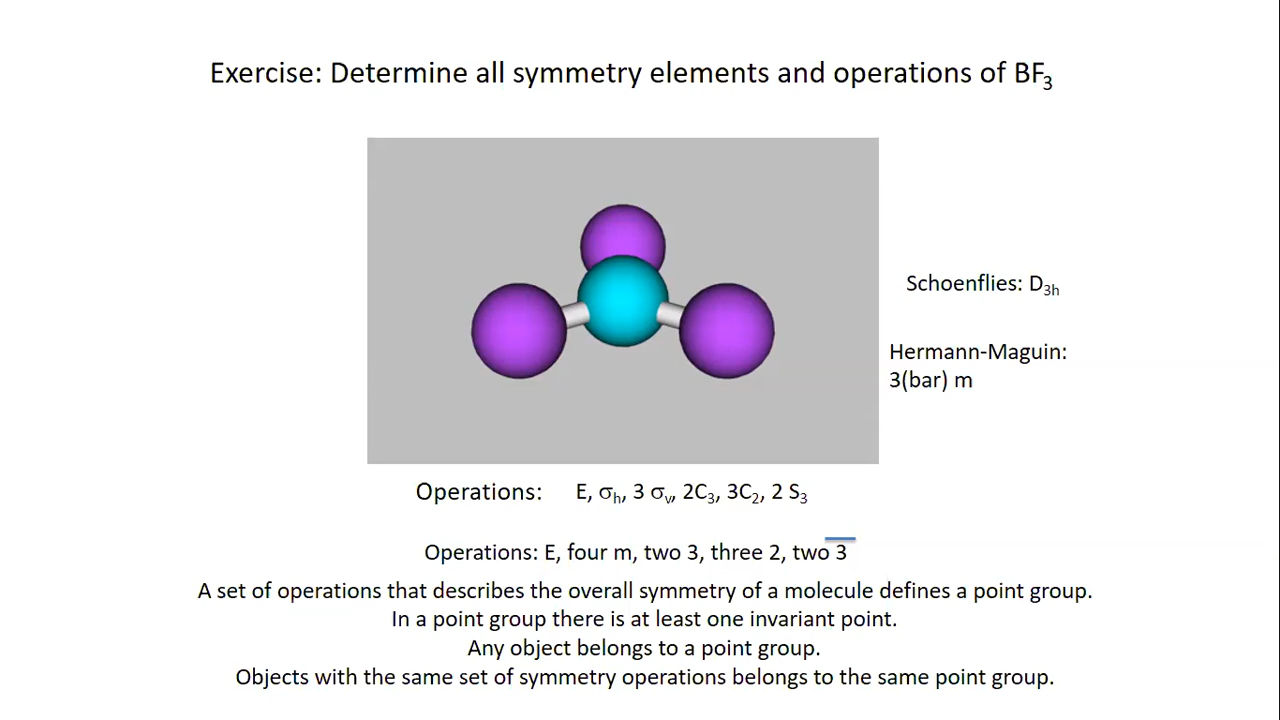 Exercise: Determine all symmetry elements and operations of BF₃
Schoenflies: D₃ₕ
Hermann-Maguin:
3(bar) m
Operations: E, σₕ, 3 σᵥ, 2C₃, 3C₂, 2 S₃
Operations: E, four m, two 3, three 2, two 3̅
A set of operations that describes the overall symmetry of a molecule defines a point group.
In a point group there is at least one invariant point.
Any object belongs to a point group.
Objects with the same set of symmetry operations belongs to the same point group.